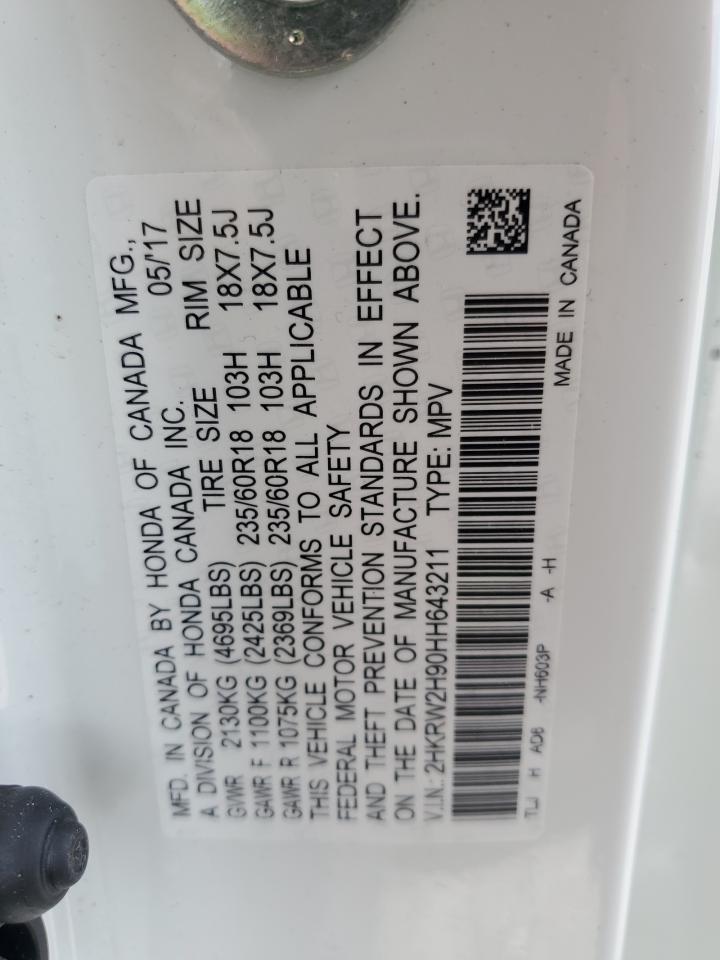 MFD. IN CANADA BY HONDA OF CANADA MFG.,
A DIVISION OF HONDA CANADA INC. 05/'17
GVWR 2130KG (4695LBS) TIRE SIZE RIM SIZE
GAWR F 1100KG (2425LBS) 235/60R18 103H 18X7.5J
GAWR R 1075KG (2369LBS) 235/60R18 103H 18X7.5J
THIS VEHICLE CONFORMS TO ALL APPLICABLE
FEDERAL MOTOR VEHICLE SAFETY
AND THEFT PREVENTION STANDARDS IN EFFECT
ON THE DATE OF MANUFACTURE SHOWN ABOVE.
V.I.N.: 2HKRW2H90HH643211 TYPE: MPV
TLJ H AD8 -NH603P -A -H
MADE IN CANADA